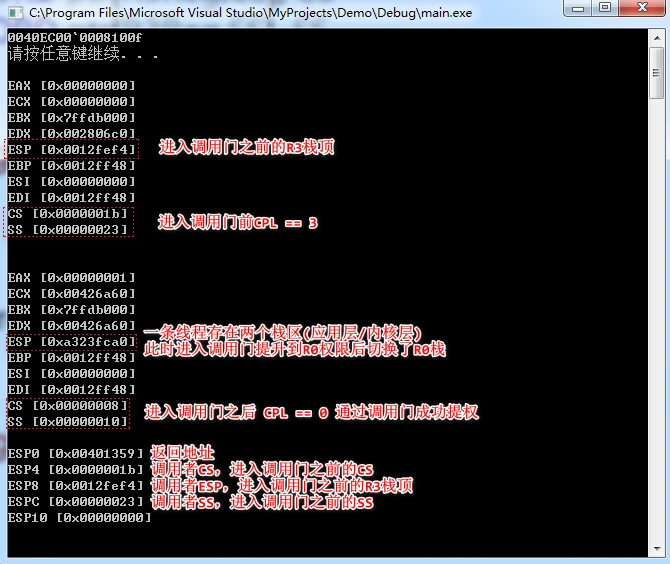 C:\Program Files\Microsoft Visual Studio\MyProjects\Demo\Debug\main.exe
0040EC00`0008100f
请按任意键继续. . .
EAX [0x00000000]
ECX [0x00000000]
EBX [0x7ffdb000]
EDX [0x002806c0]
ESP [0x0012fef4] 进入调用门之前的R3栈顶
EBP [0x0012ff48]
ESI [0x00000000]
EDI [0x0012ff48]
CS [0x0000001b] 进入调用门前CPL == 3
SS [0x00000023]
EAX [0x00000001]
ECX [0x00426a60]
EBX [0x7ffdb000]
EDX [0x00426a60] 一条线程存在两个栈区(应用层/内核层)
ESP [0xa323fca0] 此时进入调用门提升到R0权限后切换了R0栈
EBP [0x0012ff48]
ESI [0x00000000]
EDI [0x0012ff48]
CS [0x00000008] 进入调用门之后 CPL == 0 通过调用门成功提权
SS [0x00000010]
ESP0 [0x00401359] 返回地址
ESP4 [0x0000001b] 调用者CS，进入调用门之前的CS
ESP8 [0x0012fef4] 调用者ESP，进入调用门之前的R3栈顶
ESPC [0x00000023] 调用者SS，进入调用门之前的SS
ESP10 [0x00000000]